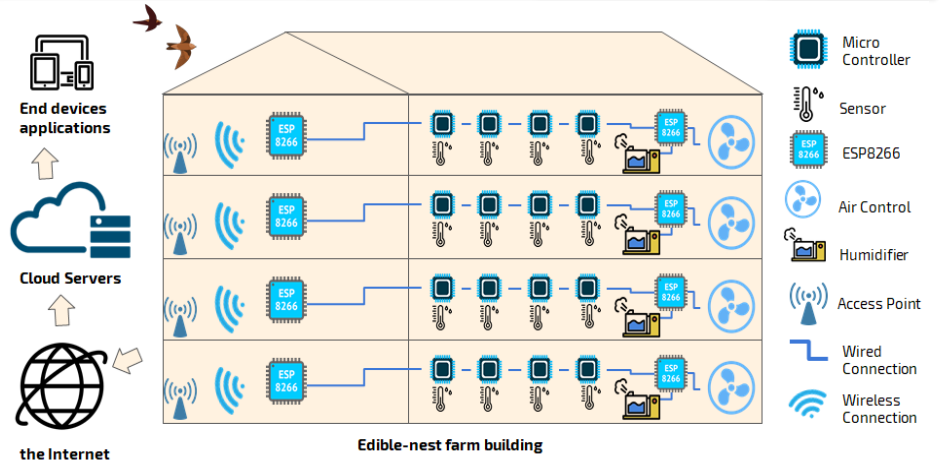 End devices
applications
Cloud Servers
the Internet
ESP
8266
ESP
8266
ESP
8266
ESP
8266
ESP
8266
ESP
8266
ESP
8266
ESP
8266
Edible-nest farm building
Micro
Controller
Sensor
ESP
8266
ESP8266
Air Control
Humidifier
Access Point
Wired
Connection
Wireless
Connection